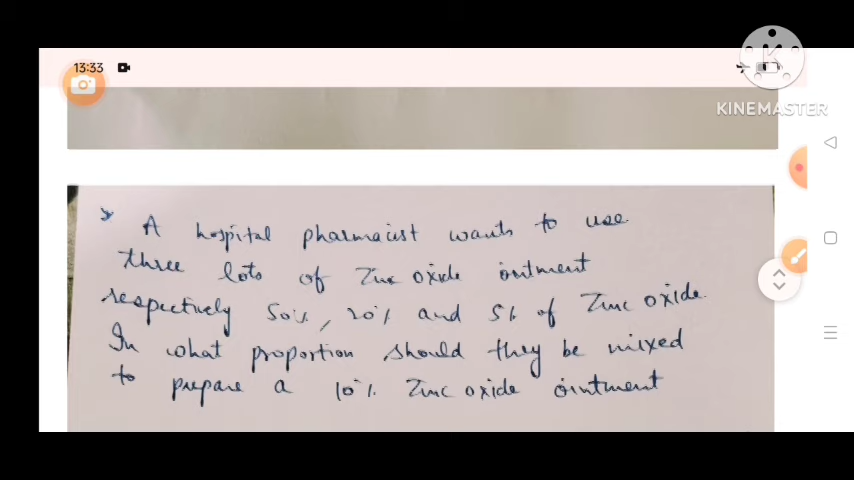 13:33
KINEMASTER
A hospital pharmacist wants to use
three lots of Zinc oxide ointment
respectively 50%, 20% and 5% of Zinc oxide.
In what proportion should they be mixed
to prepare a 10% Zinc oxide ointment